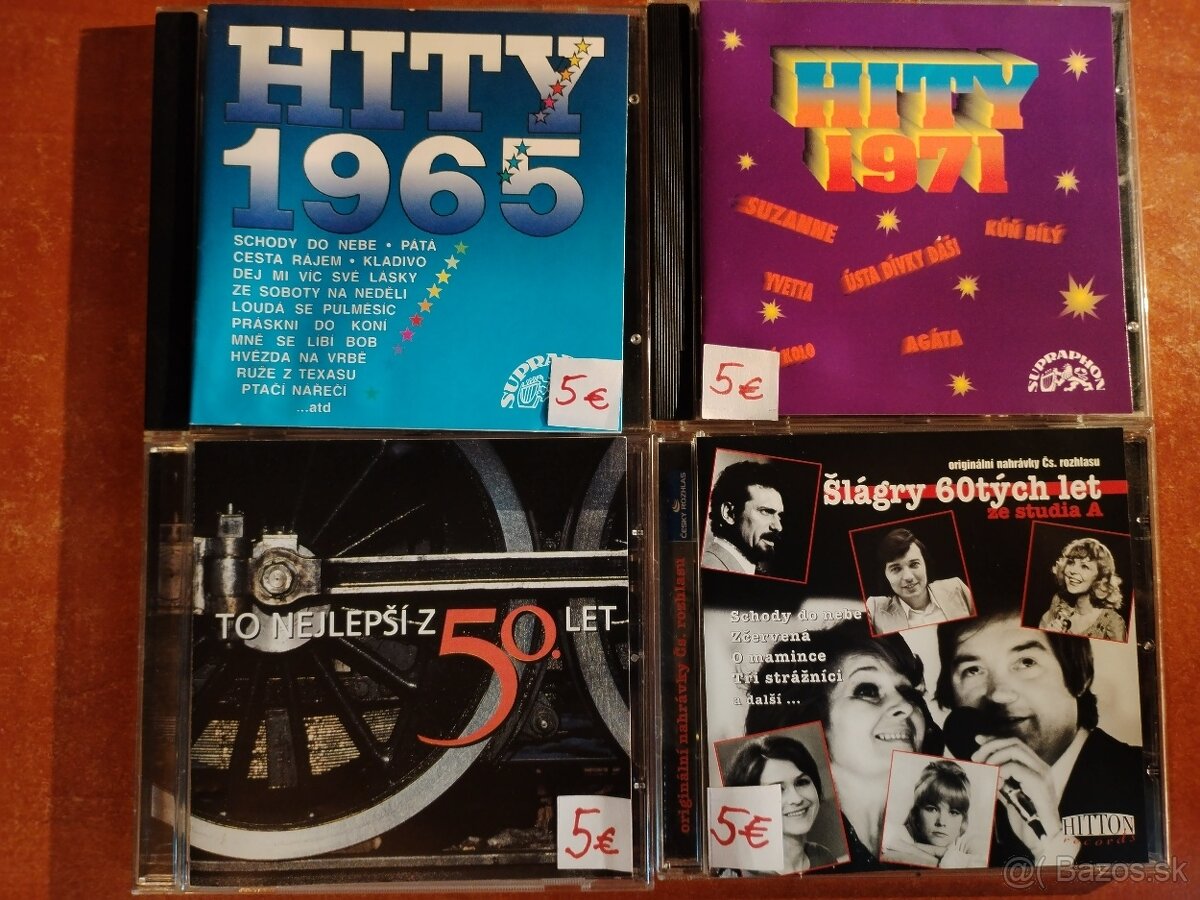 HITY
1965
SCHODY DO NEBE • PÁTÁ
CESTA RÁJEM • KLADIVO
DEJ MI VÍC SVÉ LÁSKY
ZE SOBOTY NA NEDĚLI
LOUDÁ SE PŮLMĚSÍC
PRÁSKNI DO KONÍ
MNĚ SE LÍBÍ BOB
HVĚZDA NA VRBĚ
RŮŽE Z TEXASU
PTAČÍ NÁŘEČÍ
...atd
5€
HITY
1971
SUZANNE
KŮŇ BÍLÝ
ÚSTA DÍVKY DÁŠI
YVETTA
AGÁTA
KOLO
SUPRAPHON
5€
TO NEJLEPŠÍ Z 50. LET
5€
ČESKÝ ROZHLAS
originální nahrávky Čs. rozhlasu
originální nahrávky Čs. rozhlasu
Šlágry 60tých let
ze studia A
Schody do nebe
Zčervená
O mamince
Tři strážníci
a další ...
5€
HITTON
records
@( Bazos.sk